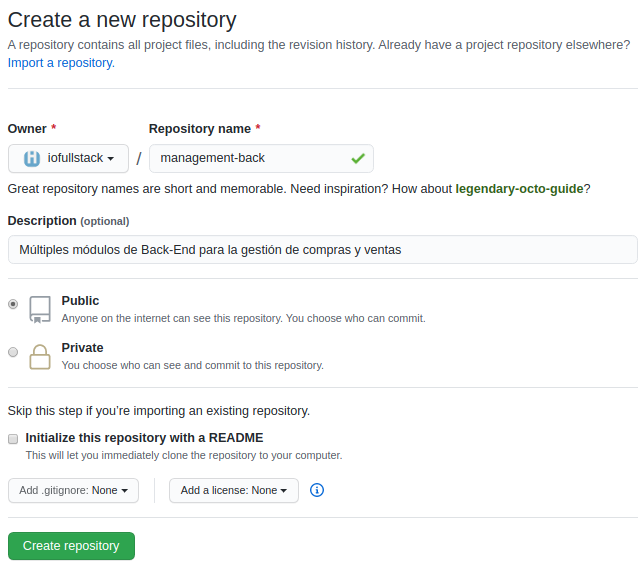 Create a new repository
A repository contains all project files, including the revision history. Already have a project repository elsewhere?
Import a repository.
Owner * Repository name *
iofullstack / management-back
Great repository names are short and memorable. Need inspiration? How about legendary-octo-guide?
Description (optional)
Múltiples módulos de Back-End para la gestión de compras y ventas
Public
Anyone on the internet can see this repository. You choose who can commit.
Private
You choose who can see and commit to this repository.
Skip this step if you’re importing an existing repository.
Initialize this repository with a README
This will let you immediately clone the repository to your computer.
Add .gitignore: None Add a license: None
Create repository